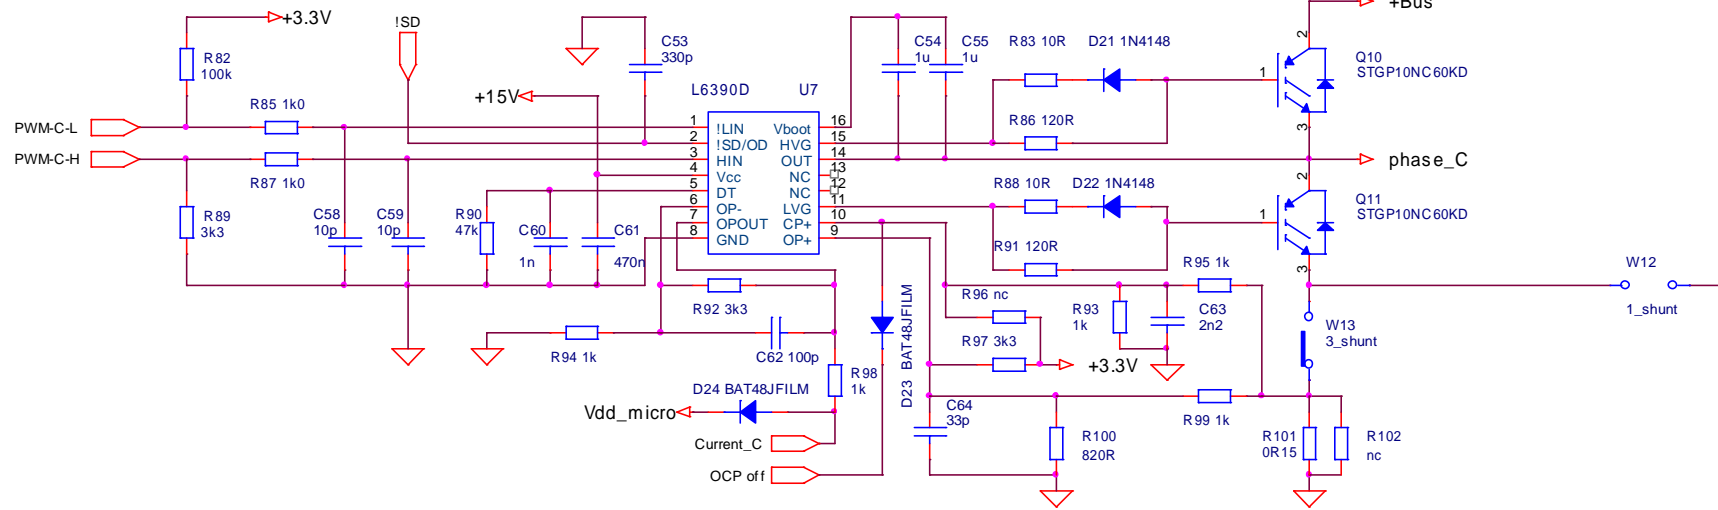 +Bus
+3.3V
!SD
R82
100k
C53
330p
C54
1u
C55
1u
R83 10R
D21 1N4148
2
Q10
STGP10NC60KD
1
3
+15V
L6390D
U7
R85 1k0
R86 120R
PWM-C-L
PWM-C-H
R87 1k0
1
2
3
4
5
6
7
8
!LIN
!SD/OD
HIN
Vcc
DT
OP-
OPOUT
GND
Vboot
HVG
OUT
NC
NC
LVG
CP+
OP+
16
15
14
13
12
11
10
9
phase_C
R88 10R
D22 1N4148
2
Q11
STGP10NC60KD
1
3
R89
3k3
C58
10p
C59
10p
R90
47k
C60
1n
C61
470n
R91 120R
R95 1k
W12
1_shunt
R92 3k3
R96 nc
R93
1k
C63
2n2
W13
3_shunt
R94 1k
C62 100p
R97 3k3
+3.3V
D23 BAT48JFILM
R98
1k
D24 BAT48JFILM
Vdd_micro
C64
33p
R99 1k
Current_C
R100
820R
R101
0R15
R102
nc
OCP off